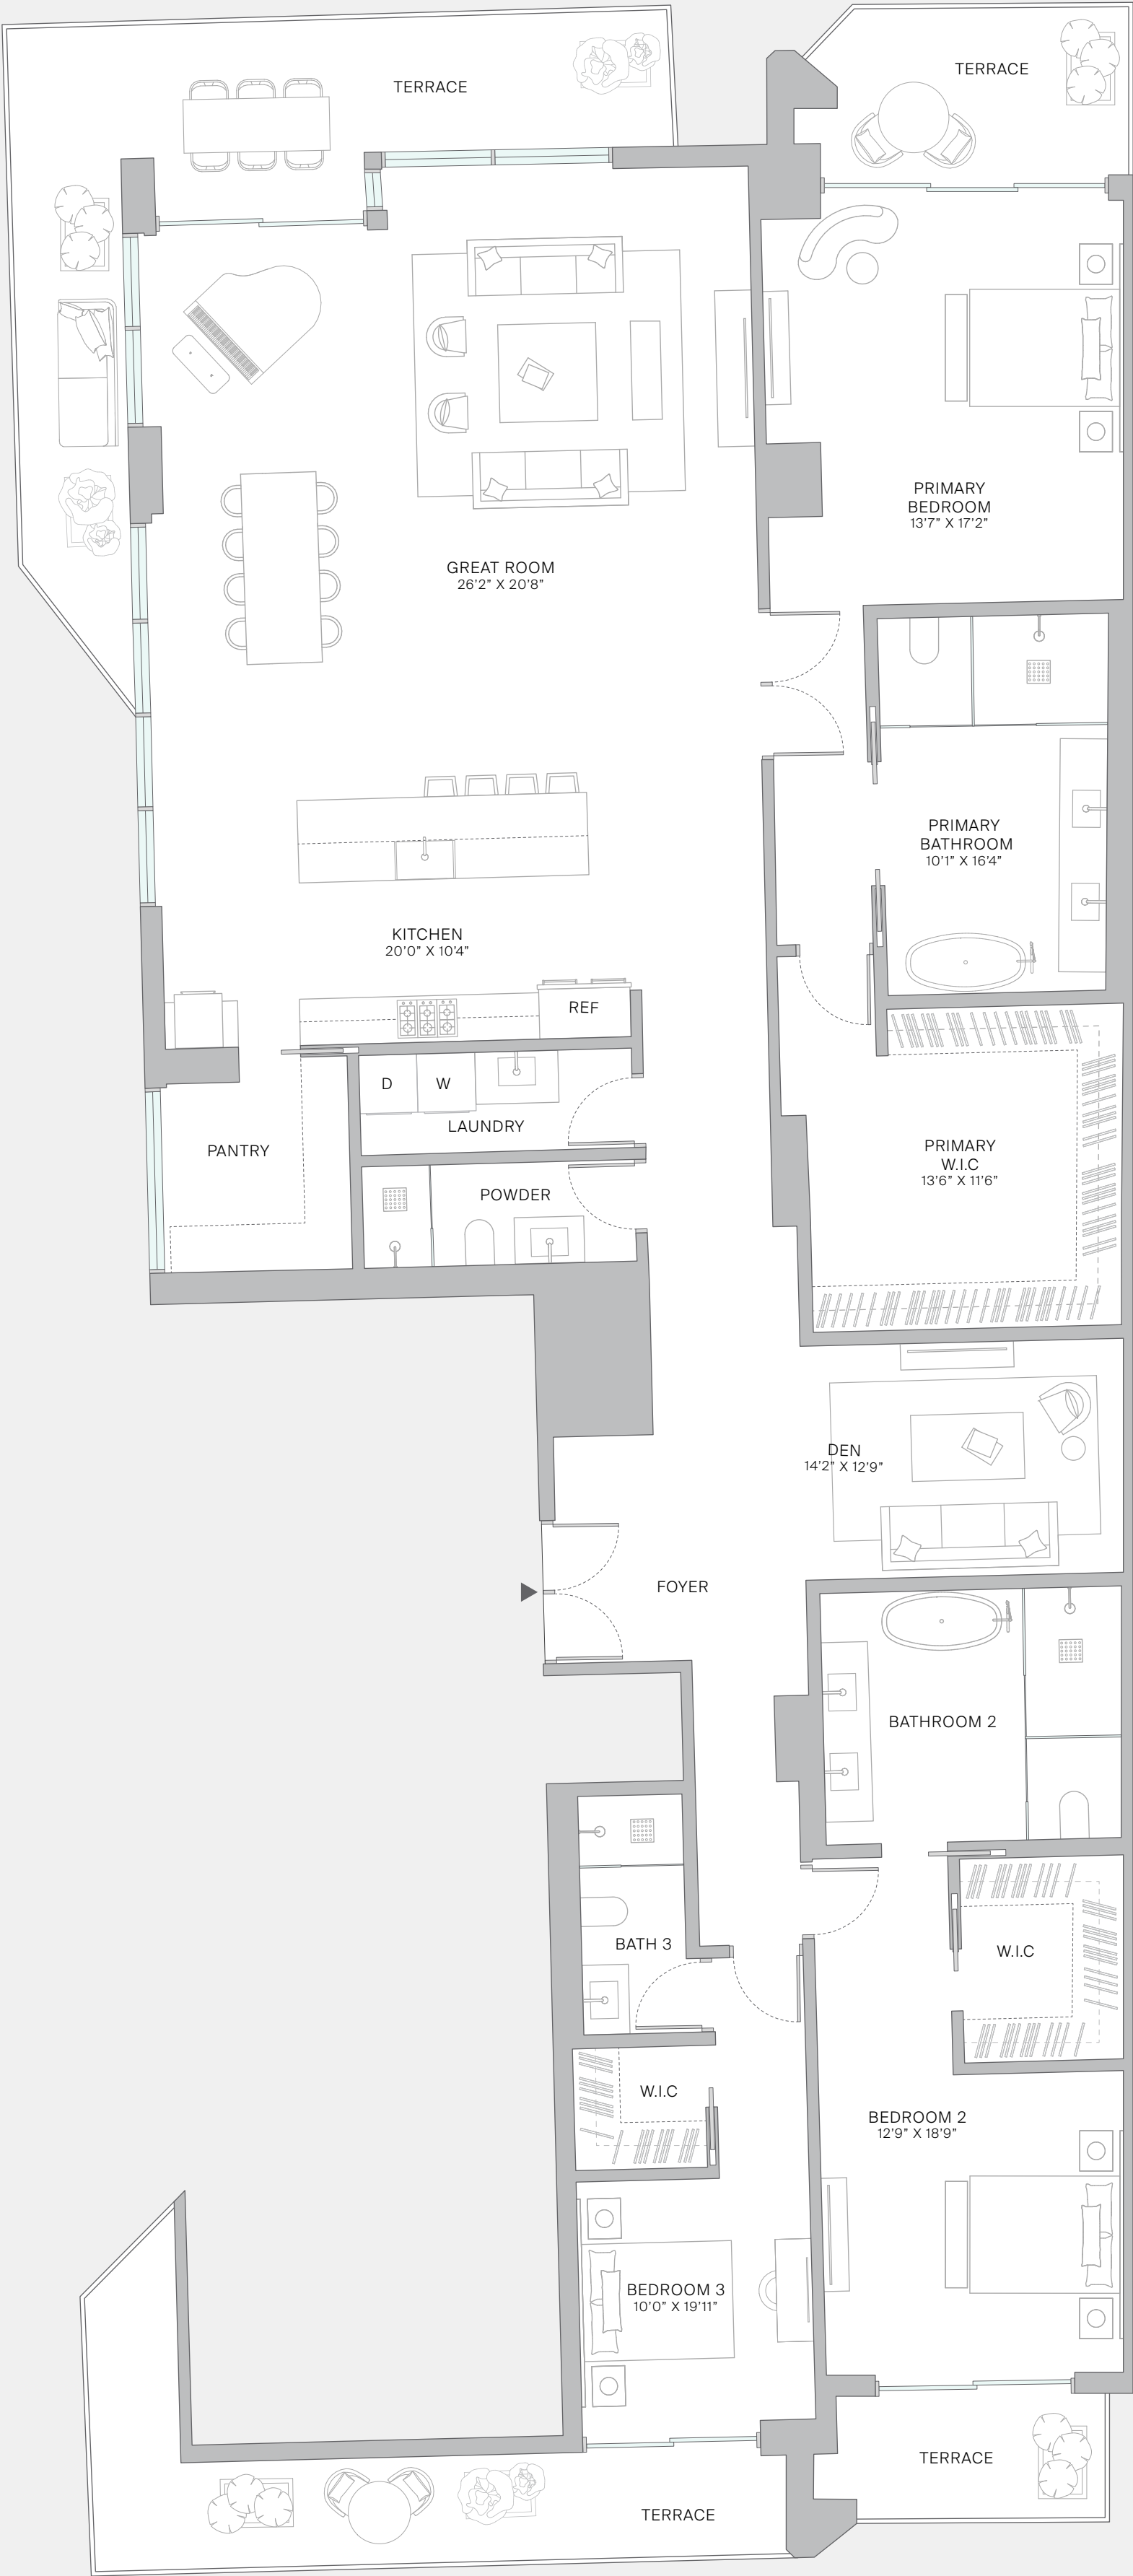 TERRACE
TERRACE
PRIMARY
BEDROOM
13'7" X 17'2"
GREAT ROOM
26'2" X 20'8"
PRIMARY
BATHROOM
10'1" X 16'4"
KITCHEN
20'0" X 10'4"
REF
D
W
LAUNDRY
PANTRY
PRIMARY
W.I.C
13'6" X 11'6"
POWDER
DEN
14'2" X 12'9"
FOYER
BATHROOM 2
BATH 3
W.I.C
W.I.C
BEDROOM 2
12'9" X 18'9"
BEDROOM 3
10'0" X 19'11"
TERRACE
TERRACE